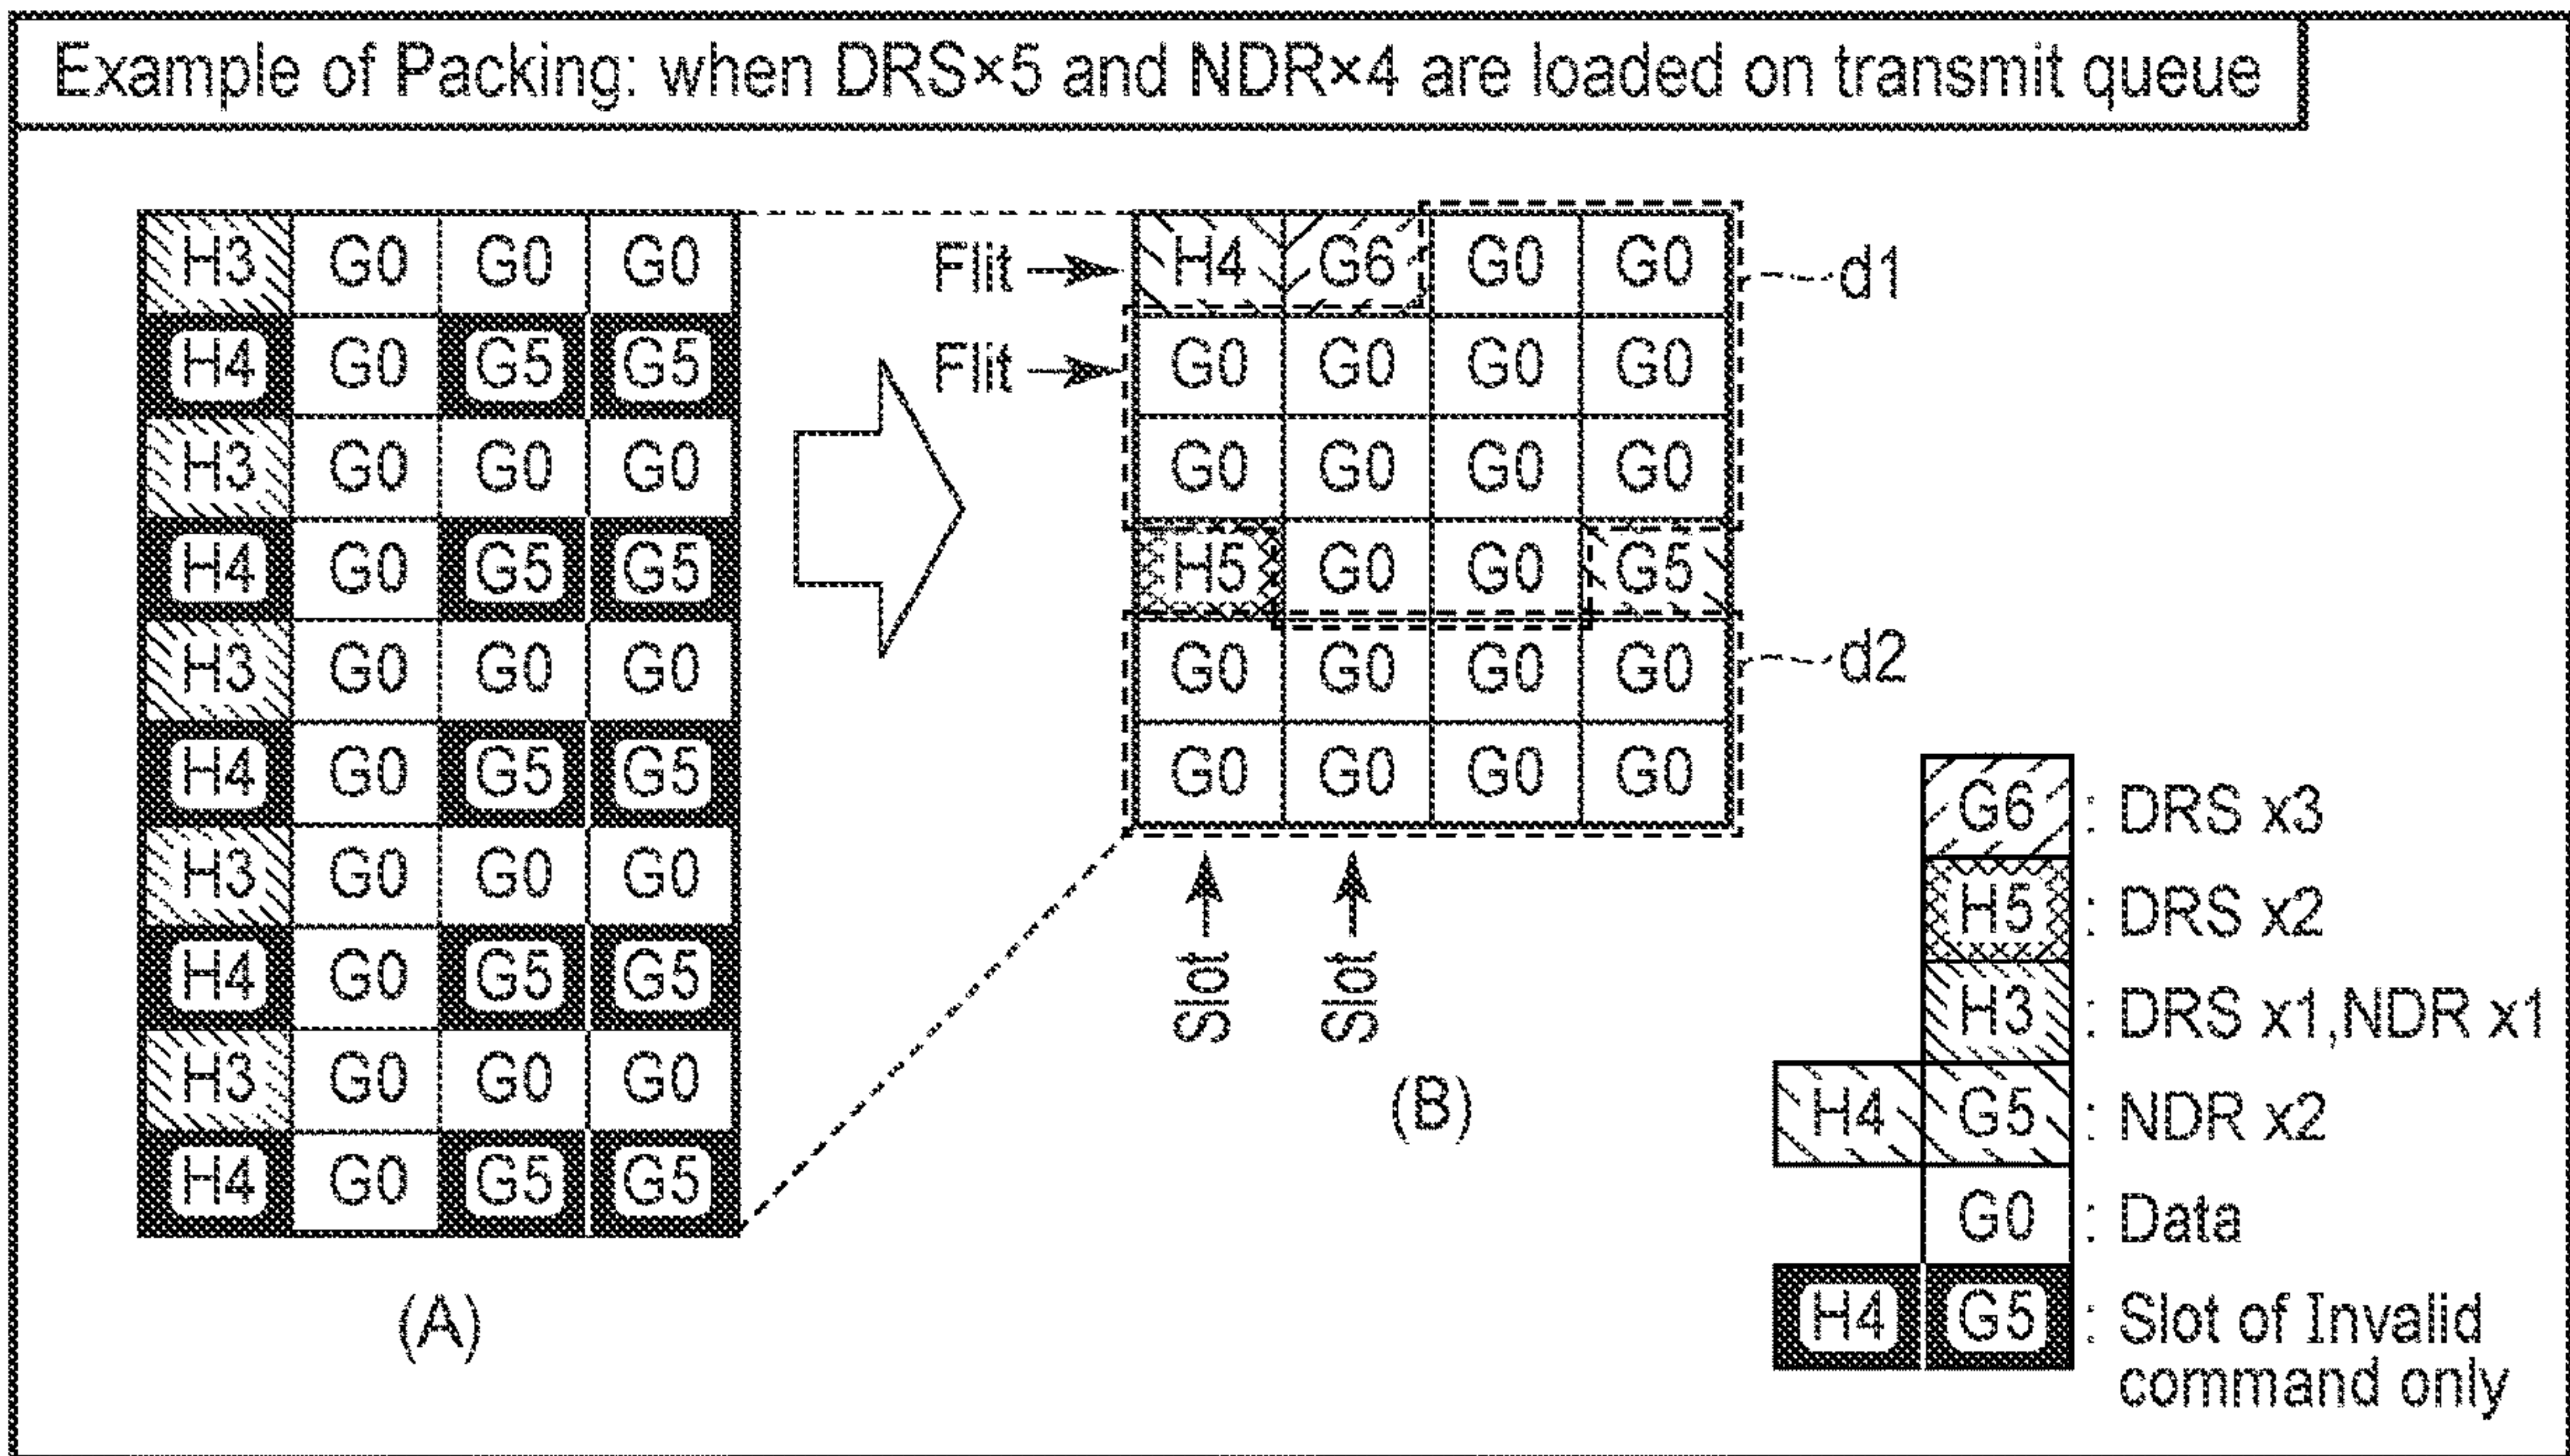 Example of Packing: when DRS×5 and NDR×4 are loaded on transmit queue
H3 G0 G0 G0
H4 G0 G5 G5
H3 G0 G0 G0
H4 G0 G5 G5
H3 G0 G0 G0
H4 G0 G5 G5
H3 G0 G0 G0
H4 G0 G5 G5
H3 G0 G0 G0
H4 G0 G5 G5
(A)
Flit H4 G6 G0 G0 d1
Flit G0 G0 G0 G0
G0 G0 G0 G0
H5 G0 G0 G5
G0 G0 G0 G0 d2
G0 G0 G0 G0
Slot Slot
(B)
G6 : DRS x3
H5 : DRS x2
H3 : DRS x1,NDR x1
H4 G5 : NDR x2
G0 : Data
H4 G5 : Slot of Invalid
command only